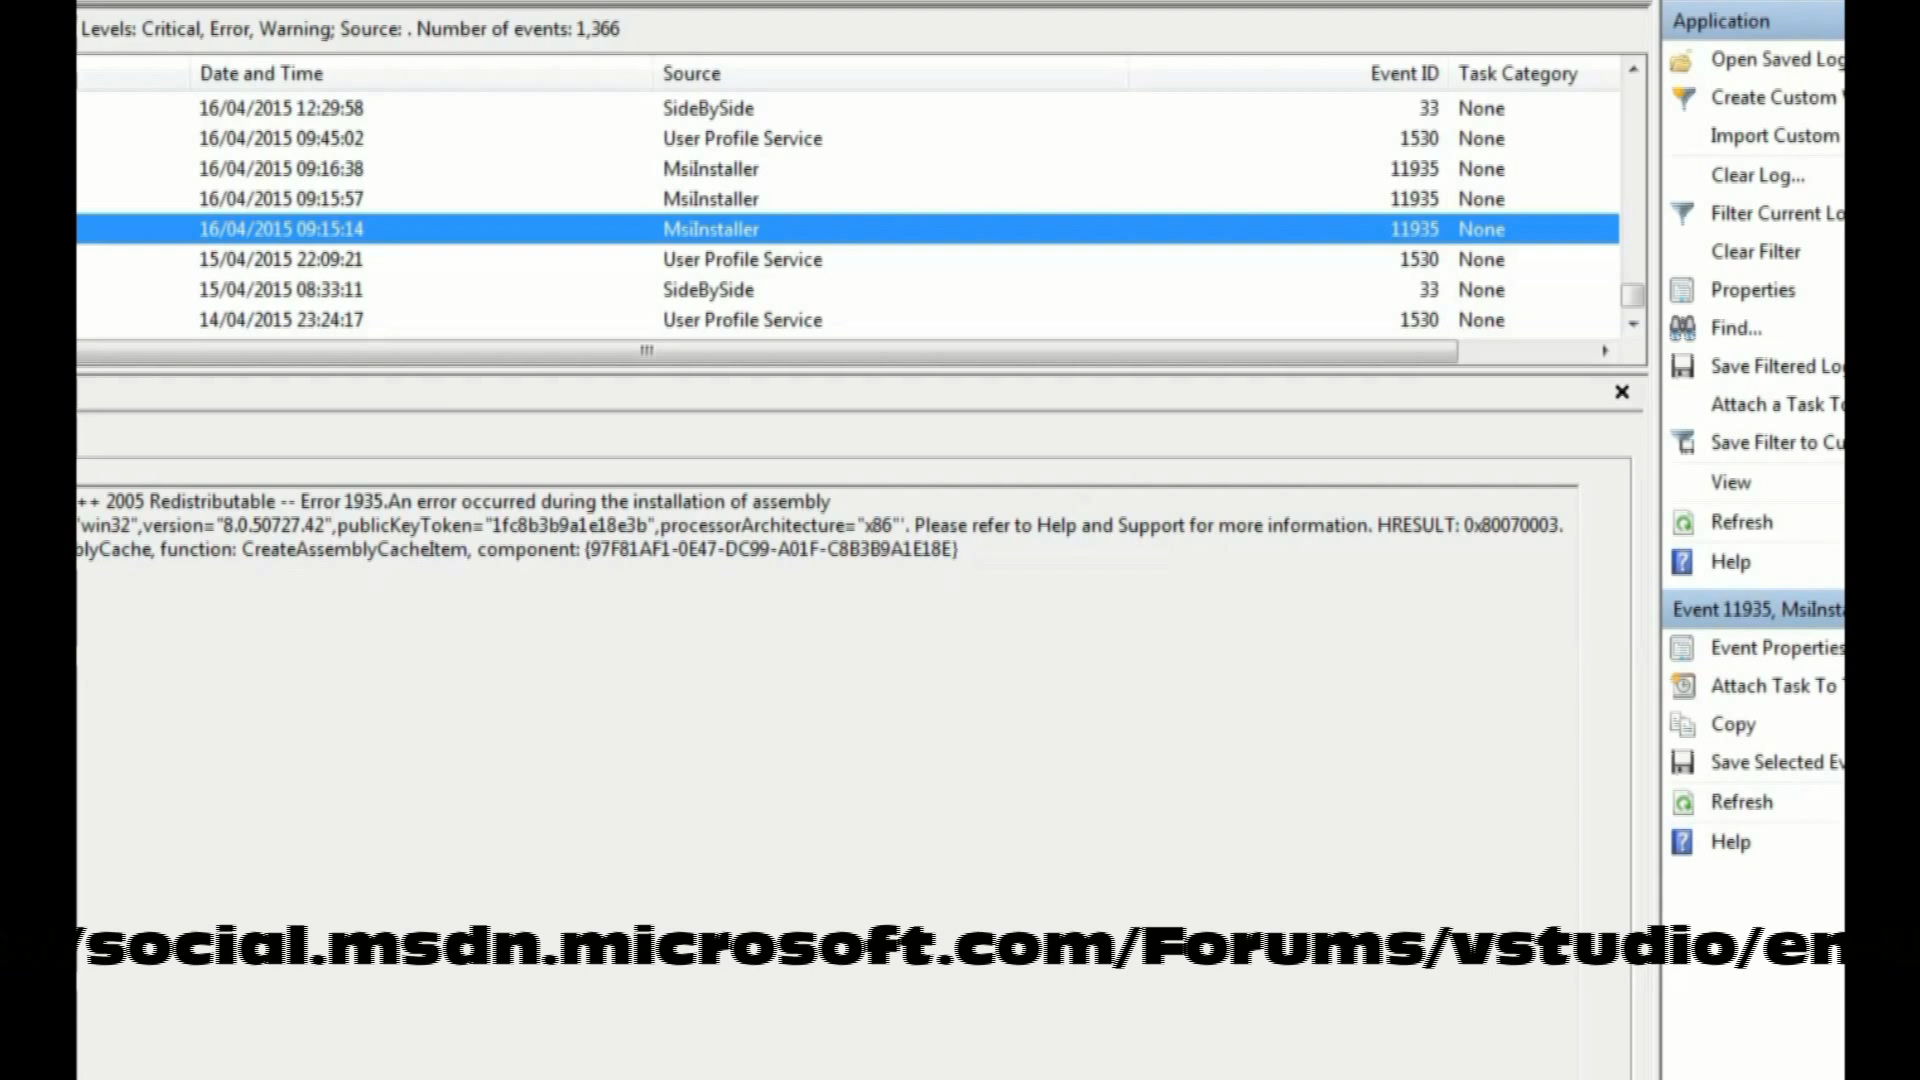 Levels: Critical, Error, Warning; Source: . Number of events: 1,366
Date and Time Source Event ID Task Category
16/04/2015 12:29:58 SideBySide 33 None
16/04/2015 09:45:02 User Profile Service 1530 None
16/04/2015 09:16:38 MsiInstaller 11935 None
16/04/2015 09:15:57 MsiInstaller 11935 None
16/04/2015 09:15:14 MsiInstaller 11935 None
15/04/2015 22:09:21 User Profile Service 1530 None
15/04/2015 08:33:11 SideBySide 33 None
14/04/2015 23:24:17 User Profile Service 1530 None
++ 2005 Redistributable -- Error 1935.An error occurred during the installation of assembly
'win32",version="8.0.50727.42",publicKeyToken="1fc8b3b9a1e18e3b",processorArchitecture="x86"'. Please refer to Help and Support for more information. HRESULT: 0x80070003.
blyCache, function: CreateAssemblyCacheItem, component: {97F81AF1-0E47-DC99-A01F-C8B3B9A1E18E}
/social.msdn.microsoft.com/Forums/vstudio/en
Application
Open Saved Log
Create Custom
Import Custom
Clear Log...
Filter Current Lo
Clear Filter
Properties
Find...
Save Filtered Log
Attach a Task To
Save Filter to Cu
View
Refresh
Help
Event 11935, MsiInsta
Event Properties
Attach Task To
Copy
Save Selected Ev
Refresh
Help